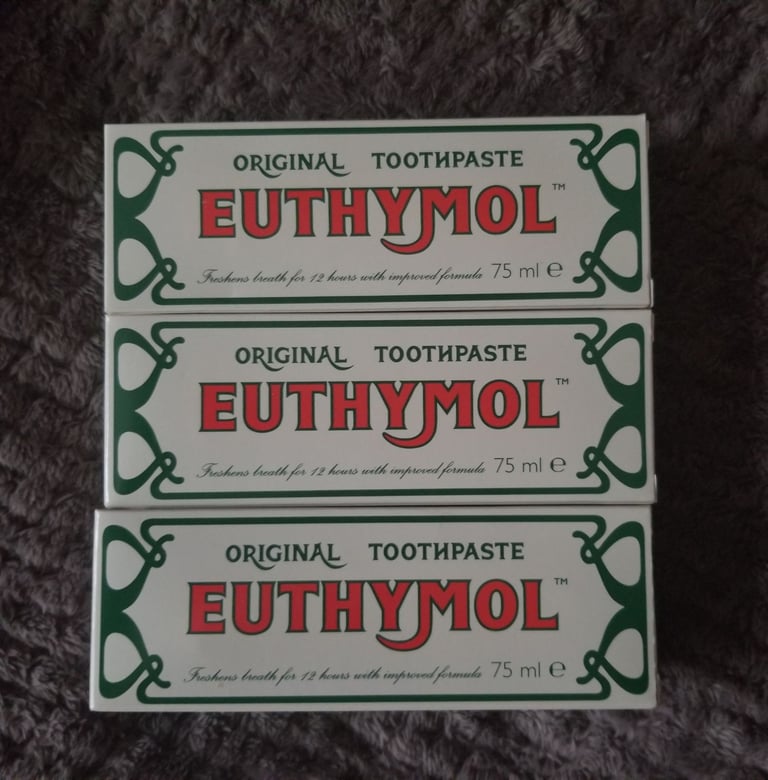 ORIGINAL TOOTHPASTE
EUTHYMOL™
Freshens breath for 12 hours with improved formula 75 ml ℮
ORIGINAL TOOTHPASTE
EUTHYMOL™
Freshens breath for 12 hours with improved formula 75 ml ℮
ORIGINAL TOOTHPASTE
EUTHYMOL™
Freshens breath for 12 hours with improved formula 75 ml ℮